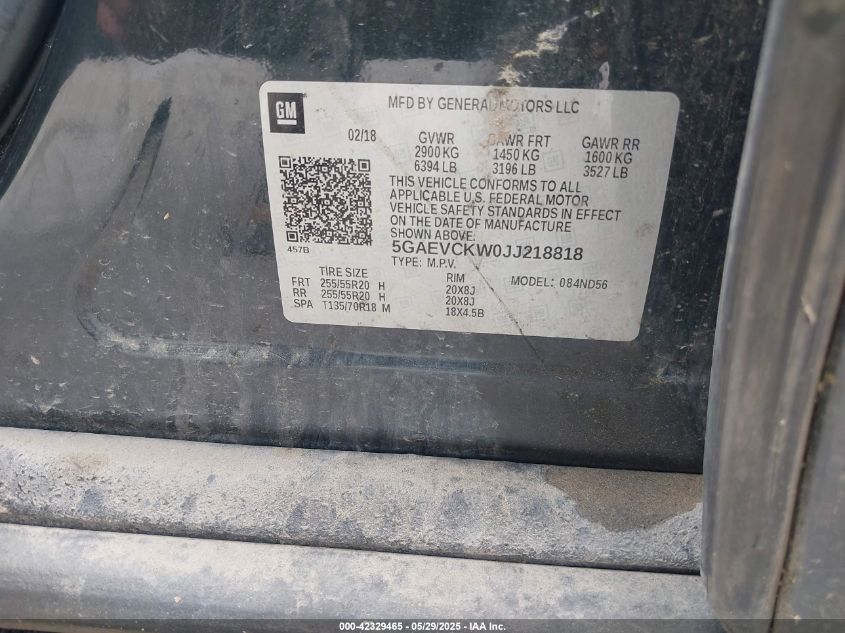 GM
MFD BY GENERAL MOTORS LLC
02/18 GVWR GAWR FRT GAWR RR
2900 KG 1450 KG 1600 KG
6394 LB 3196 LB 3527 LB
THIS VEHICLE CONFORMS TO ALL
APPLICABLE U.S. FEDERAL MOTOR
VEHICLE SAFETY STANDARDS IN EFFECT
ON THE DATE OF MANUFACTURE
SHOWN ABOVE.
457B
5GAEVCKW0JJ218818
TYPE: M.P.V. MODEL: 084ND56
TIRE SIZE RIM
FRT 255/55R20 H 20X8J
RR 255/55R20 H 20X8J
SPA T135/70R18 M 18X4.5B
000-42329465 - 05/29/2025 - IAA Inc.